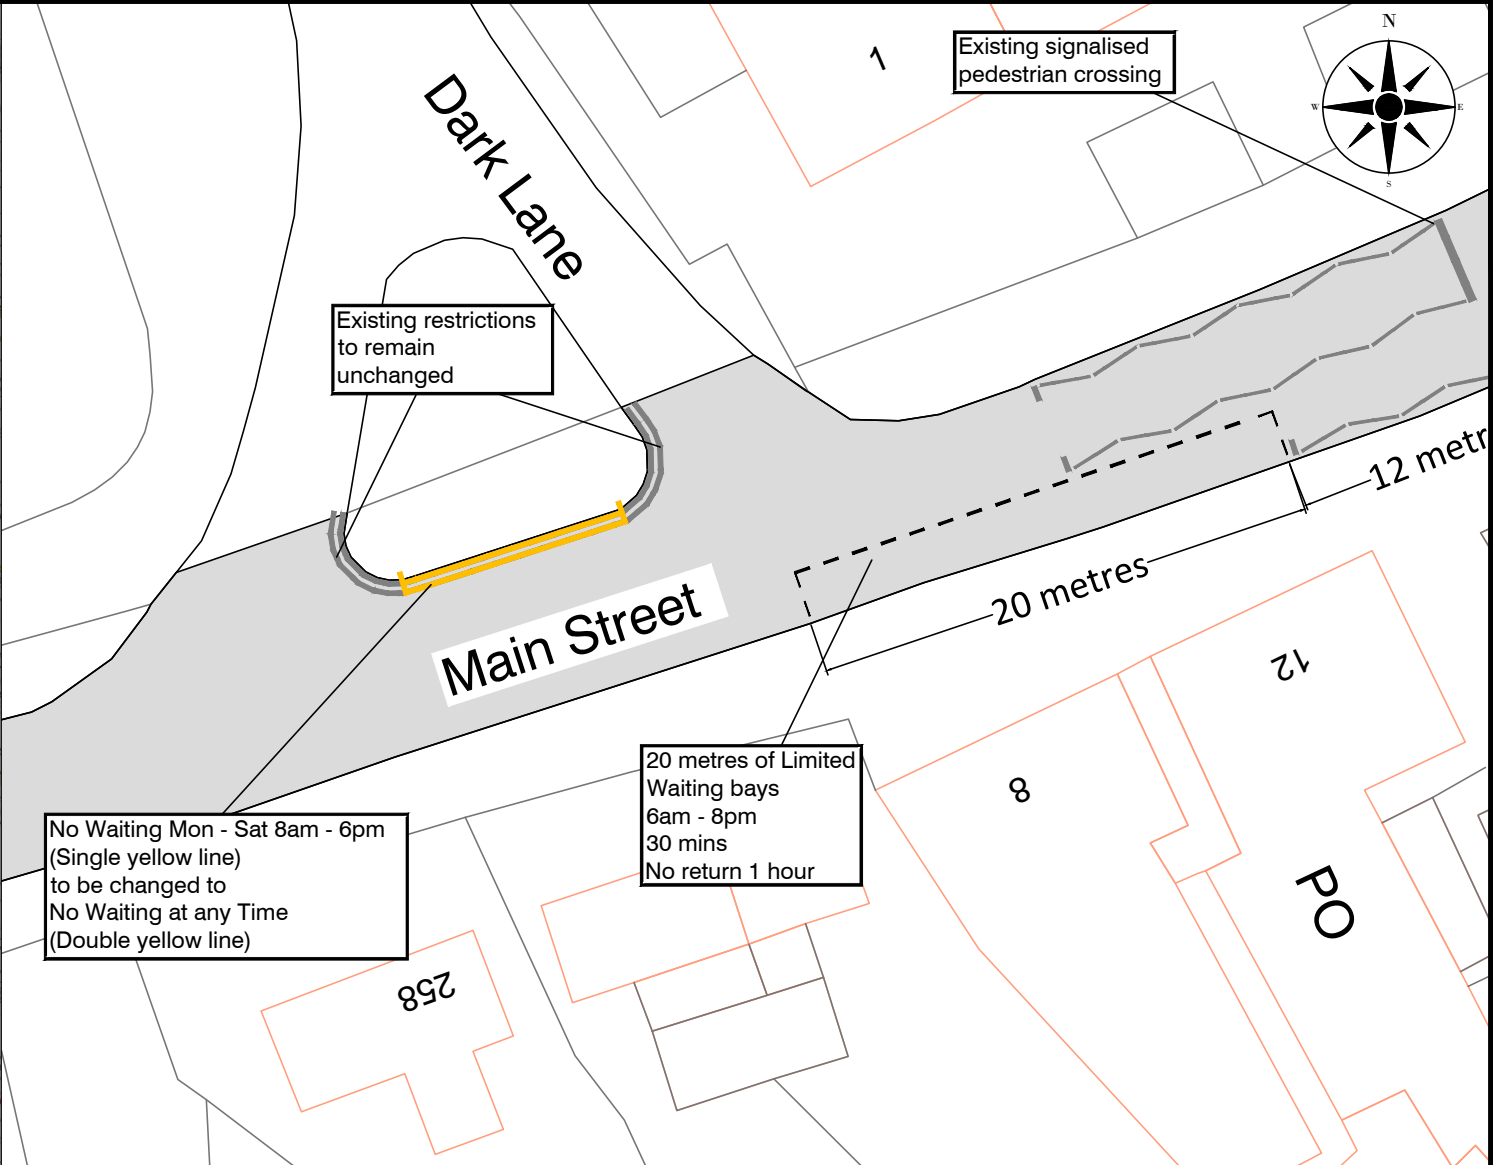 N
W
E
S
1
Existing signalised
pedestrian crossing
Dark Lane
Existing restrictions
to remain
unchanged
12 metr
20 metres
Main Street
12
8
20 metres of Limited
Waiting bays
6am - 8pm
30 mins
No return 1 hour
No Waiting Mon - Sat 8am - 6pm
(Single yellow line)
to be changed to
No Waiting at any Time
(Double yellow line)
PO
258